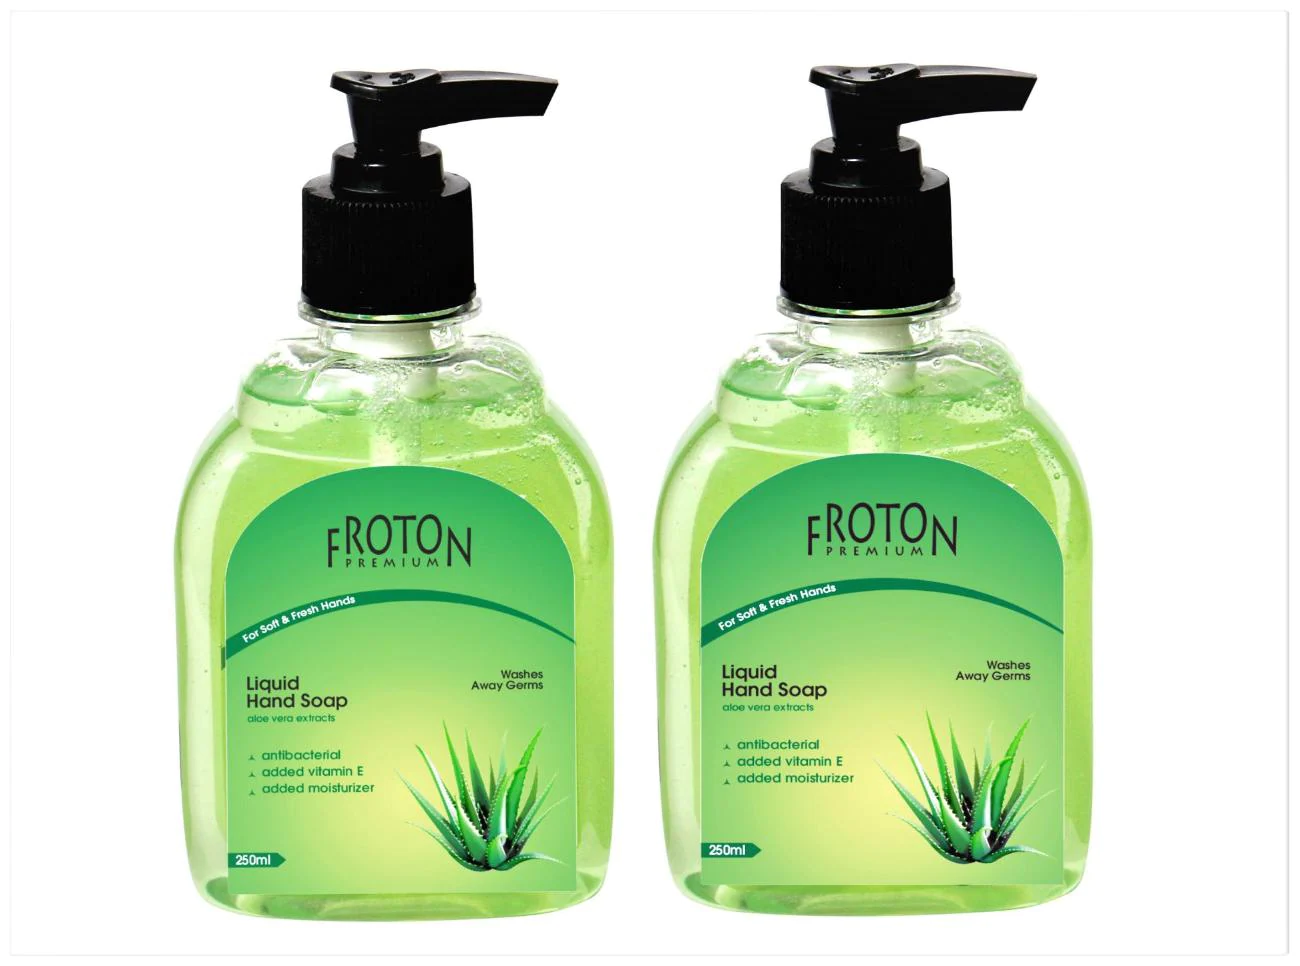 FROTON
PREMIUM
For Soft & Fresh Hands
Liquid
Hand Soap
aloe vera extracts
Washes
Away Germs
antibacterial
added vitamin E
added moisturizer
250ml
FROTON
PREMIUM
For Soft & Fresh Hands
Liquid
Hand Soap
aloe vera extracts
Washes
Away Germs
antibacterial
added vitamin E
added moisturizer
250ml